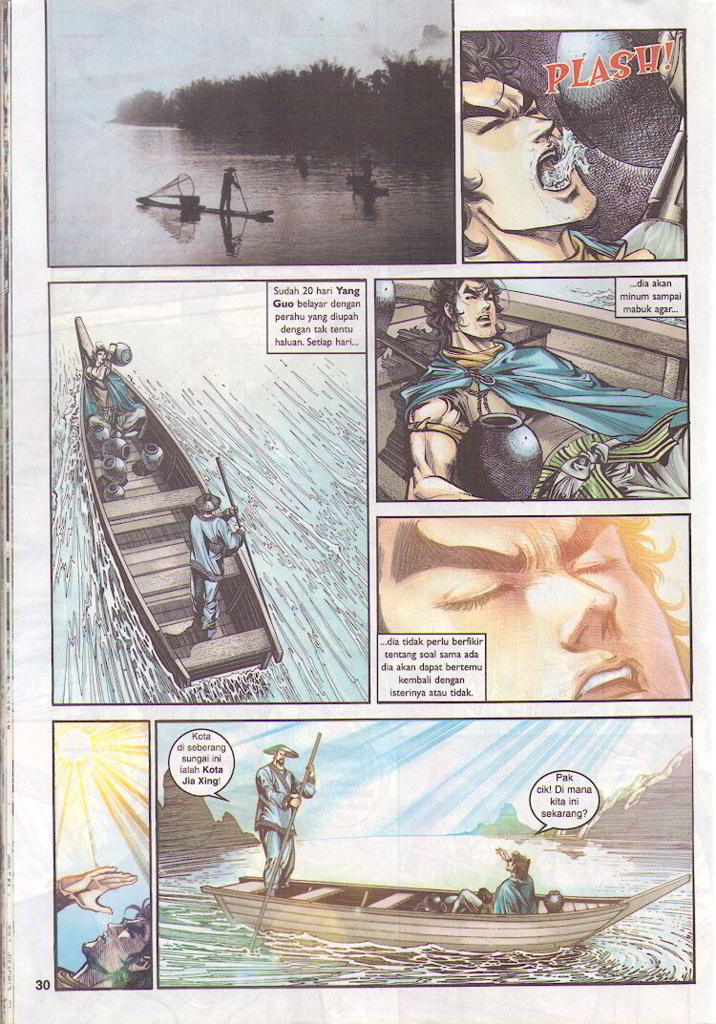 PLASH!
Sudah 20 hari Yang
Guo belayar dengan
perahu yang diupah
dengan tak tentu
haluan. Setiap hari...
...dia akan
minum sampai
mabuk agar...
...dia tidak perlu berfikir
tentang soal sama ada
dia akan dapat bertemu
kembali dengan
isterinya atau tidak.
Kota
di seberang
sungai ini
ialah Kota
Jia Xing!
Pak
cik! Di mana
kita ini
sekarang?
30